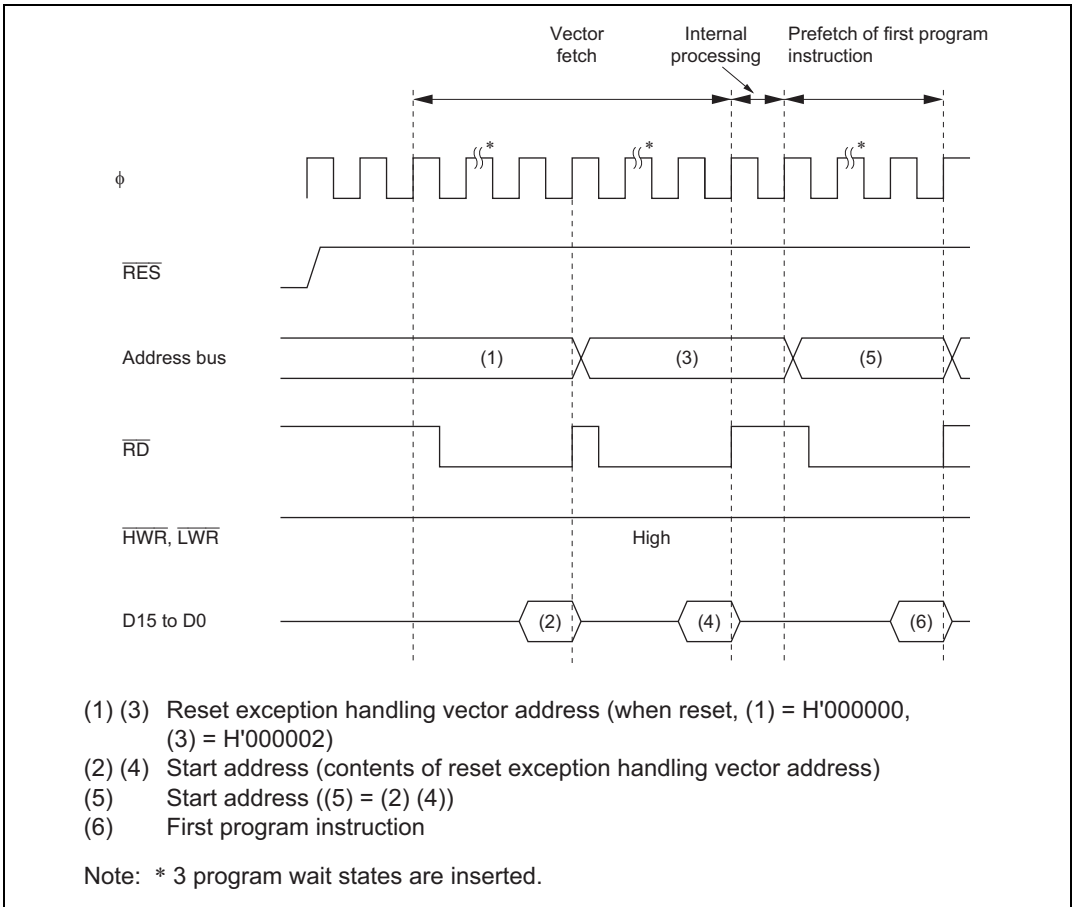 Vector
fetch
Internal
processing
Prefetch of first program
instruction
ϕ
*
*
*
RES
Address bus
(1)
(3)
(5)
RD
HWR, LWR
High
D15 to D0
(2)
(4)
(6)
(1) (3) Reset exception handling vector address (when reset, (1) = H'000000,
(3) = H'000002)
(2) (4) Start address (contents of reset exception handling vector address)
(5) Start address ((5) = (2) (4))
(6) First program instruction
Note: * 3 program wait states are inserted.